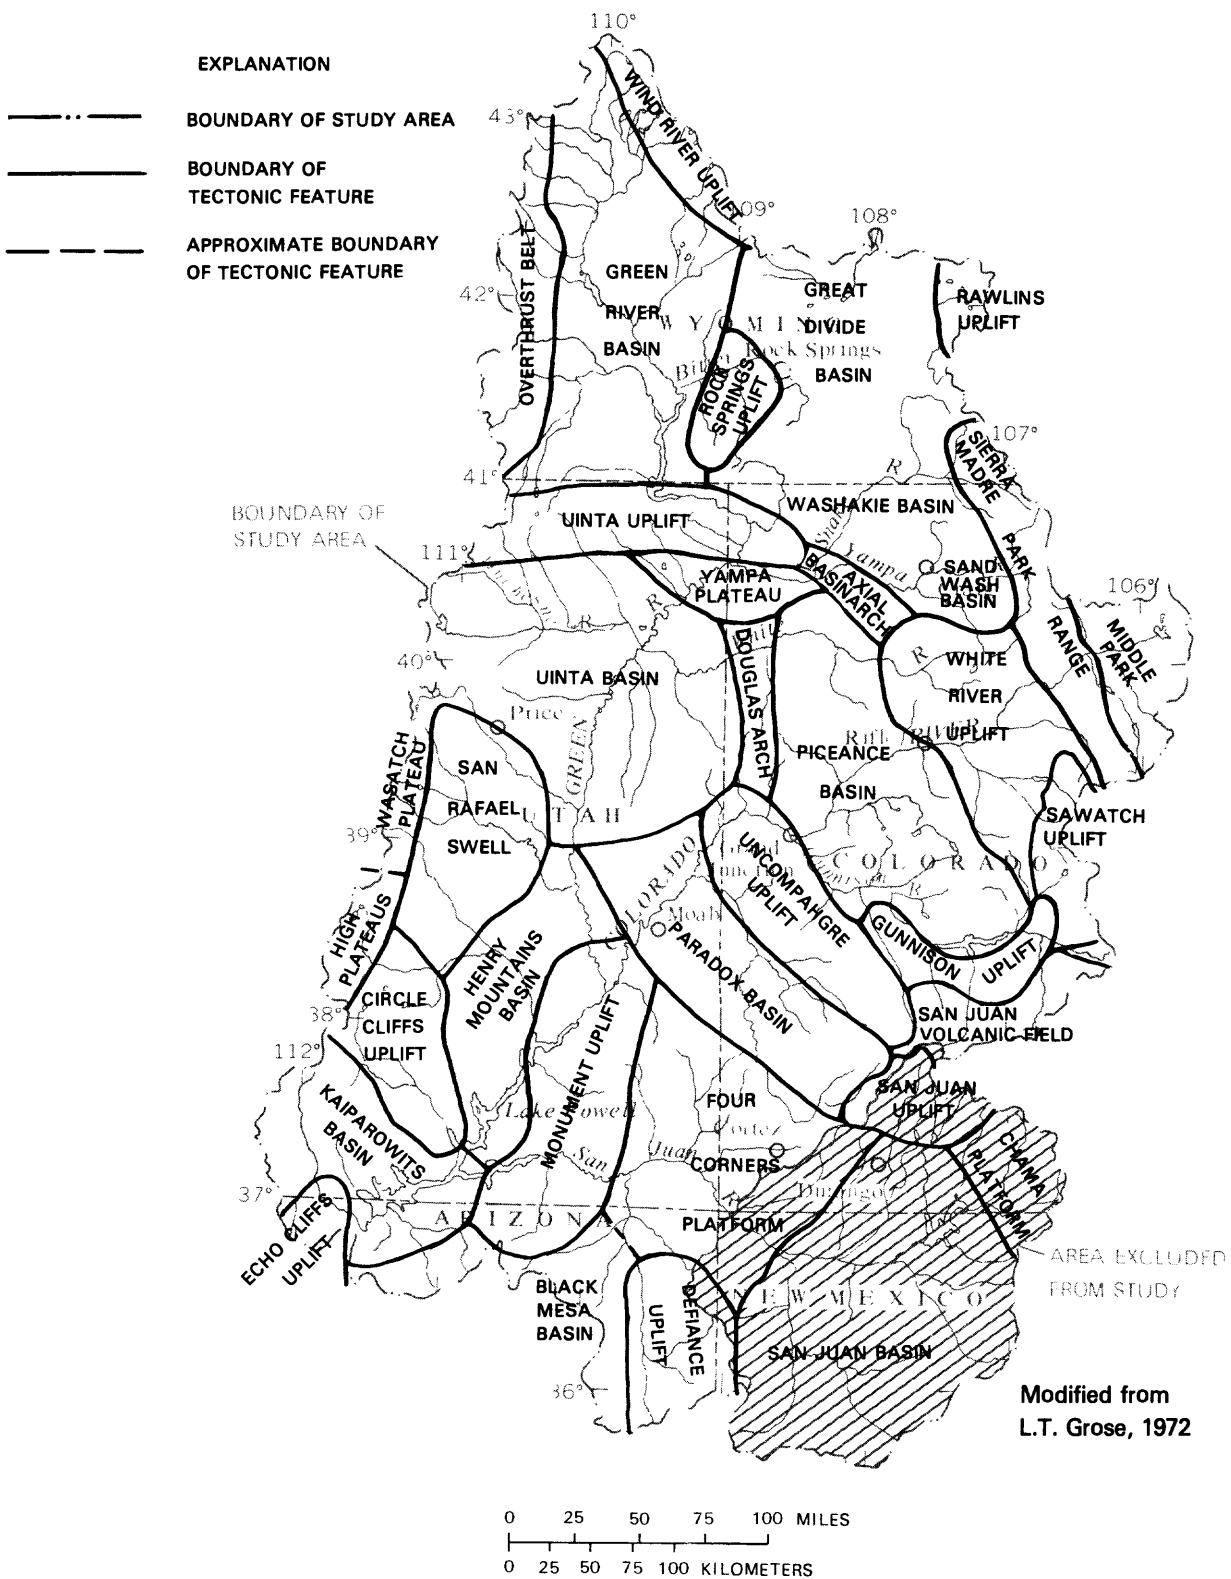 110°
EXPLANATION
BOUNDARY OF STUDY AREA
BOUNDARY OF
TECTONIC FEATURE
APPROXIMATE BOUNDARY
OF TECTONIC FEATURE
43°
WIND RIVER UPLIFT
09°
108°
OVERTHRUST BELT
42°
GREEN
RIVER
BASIN
WYOMING
GREAT
DIVIDE
BASIN
Rock Springs
RAWLINS
UPLIFT
ROCK
SPRINGS
UPLIFT
107°
SIERRA
MADRE
41°
R
WASHAKIE BASIN
BOUNDARY OF
STUDY AREA
UINTA UPLIFT
Yampa
111°
YAMPA
PLATEAU
AXIAL
BASIN ARCH
SAND
WASH
BASIN
PARK
RANGE
106°
MIDDLE
PARK
R
R
R
40°
UINTA BASIN
DOUGLAS ARCH
WHITE
RIVER
UPLIFT
Price
GREEN
RIVER
PICEANCE
BASIN
WASATCH
PLATEAU
SAN
RAFAEL
SWELL
UTAH
39°
SAWATCH
UPLIFT
COLORADO
COLORADO
Grand
Junction
R
UNCOMPAHGRE
UPLIFT
Moab
HIGH
PLATEAUS
HENRY
MOUNTAINS
BASIN
PARADOX BASIN
GUNNISON
UPLIFT
38°
CIRCLE
CLIFFS
UPLIFT
SAN JUAN
VOLCANIC FIELD
112°
MONUMENT UPLIFT
SAN JUAN
UPLIFT
KAIPAROWITS
BASIN
Lake Powell
FOUR
CORNERS
PLATFORM
Cortez
San
Juan
R
Durango
CHAMA
PLATFORM
37°
ARIZONA
ECHO CLIFFS
UPLIFT
AREA EXCLUDED
FROM STUDY
BLACK
MESA
BASIN
DEFIANCE
UPLIFT
NEW MEXICO
SAN JUAN BASIN
36°
Modified from
L.T. Grose, 1972
0 25 50 75 100 MILES
0 25 50 75 100 KILOMETERS